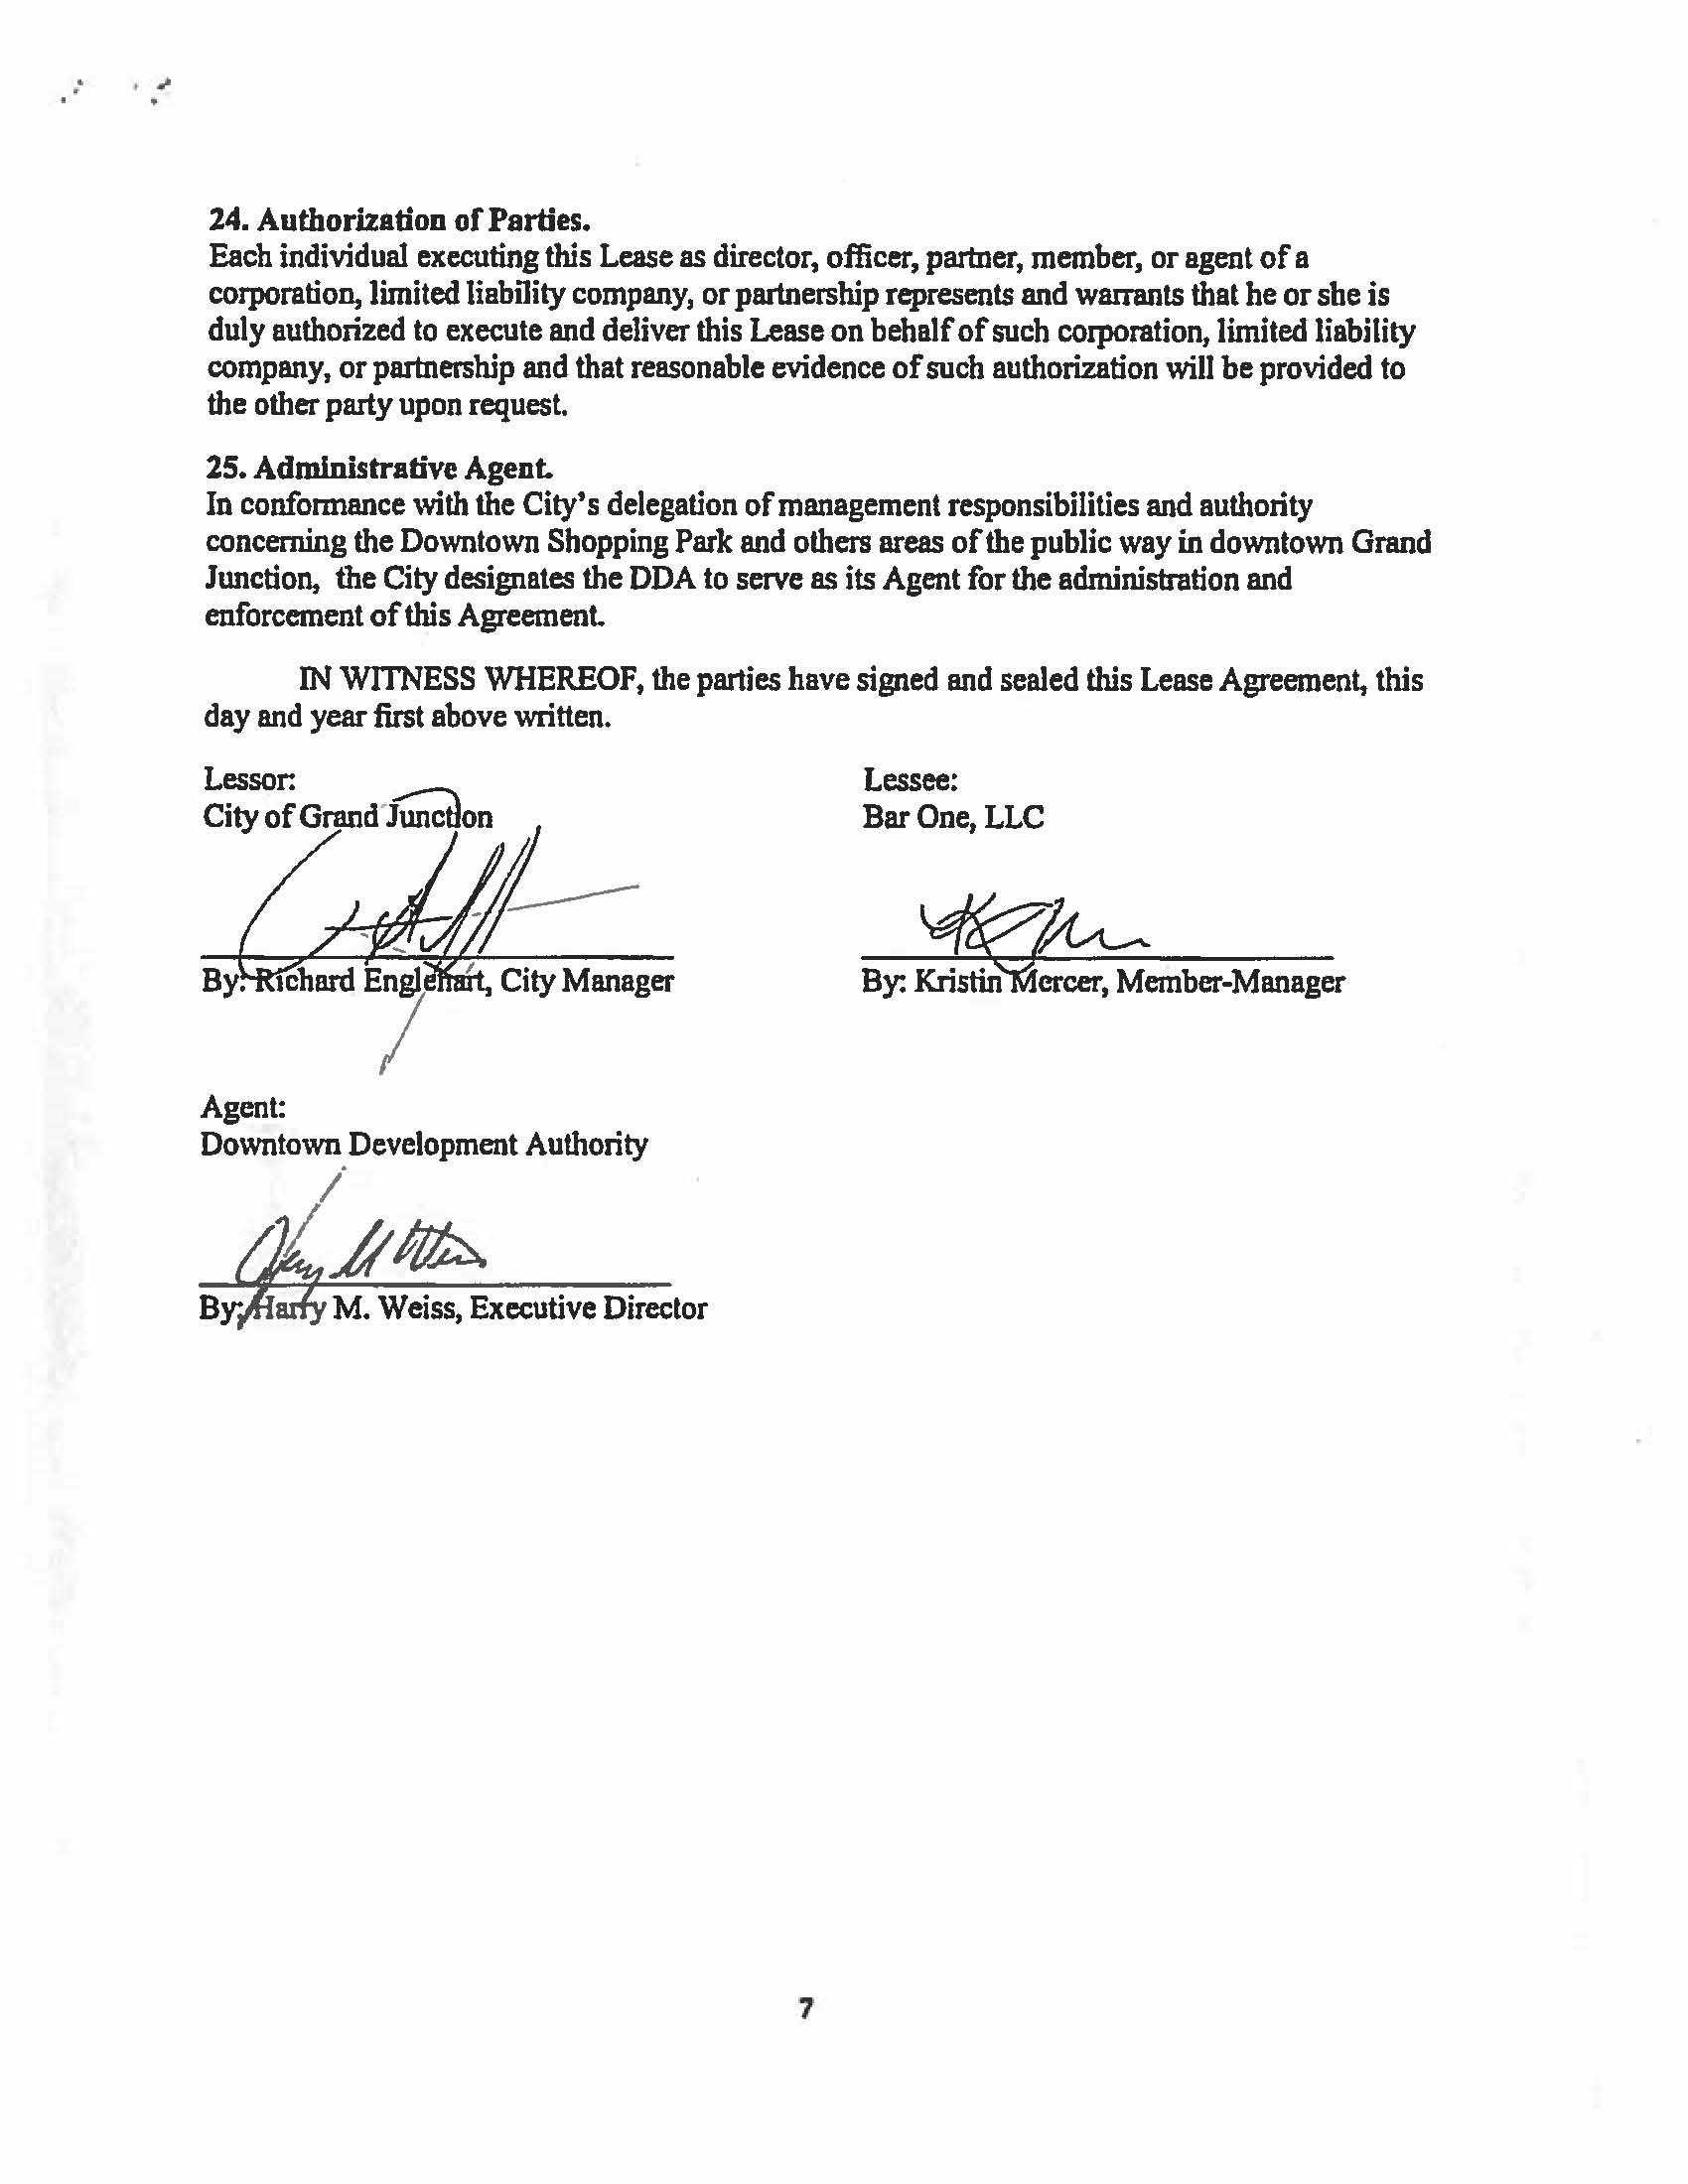 24. Authorization of Parties.
Each individual executing this Lease as director, officer, partner, member, or agent of a
corporation, limited liability company, or partnership represents and warrants that he or she is
duly authorized to execute and deliver this Lease on behalf of such corporation, limited liability
company, or partnership and that reasonable evidence of such authorization will be provided to
the other party upon request.
25. Administrative Agent.
In conformance with the City's delegation of management responsibilities and authority
concerning the Downtown Shopping Park and others areas of the public way in downtown Grand
Junction, the City designates the DDA to serve as its Agent for the administration and
enforcement of this Agreement.
IN WITNESS WHEREOF, the parties have signed and sealed this Lease Agreement, this
day and year first above written.
Lessor:
City of Grand Junction
By: Richard Englehart, City Manager
Lessee:
Bar One, LLC
By: Kristin Mercer, Member-Manager
Agent:
Downtown Development Authority
By: Harry M. Weiss, Executive Director
7